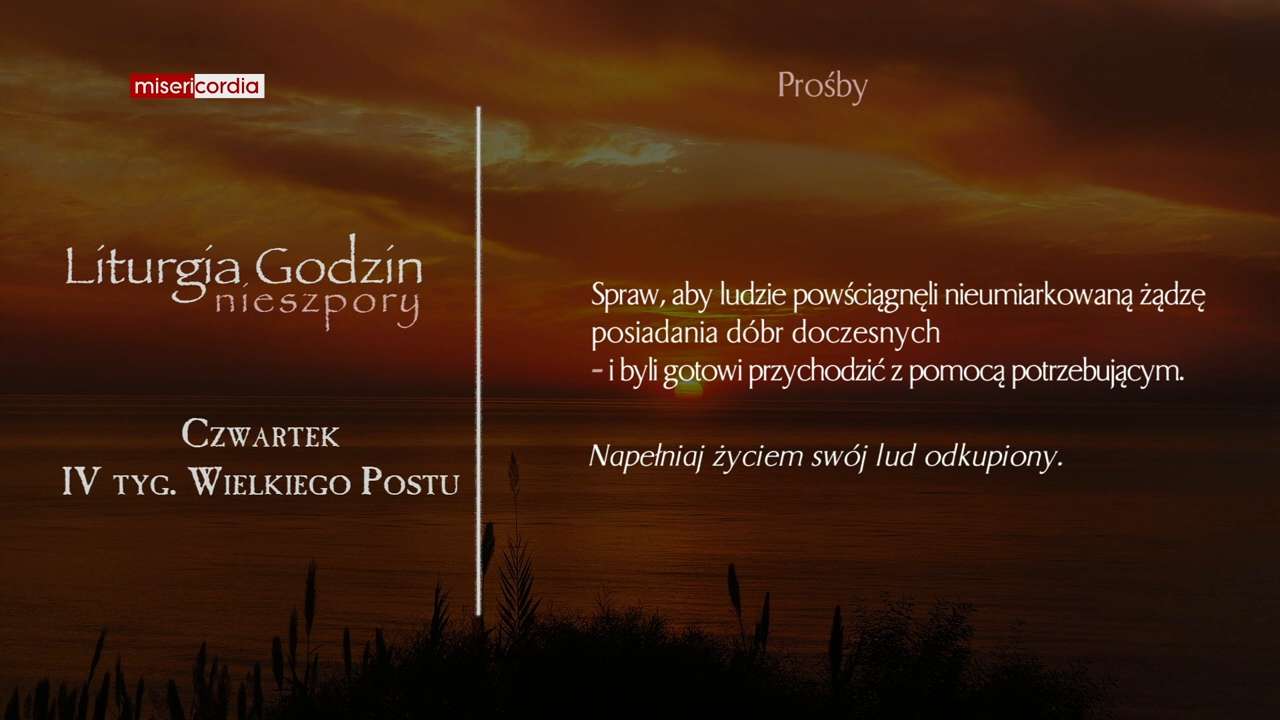 misericordia
Liturgia Godzin
nieszpory
Czwartek
IV tyg. Wielkiego Postu
Prośby
Spraw, aby ludzie powściągnęli nieumiarkowaną żądzę
posiadania dóbr doczesnych
- i byli gotowi przychodzić z pomocą potrzebującym.
Napełniaj życiem swój lud odkupiony.